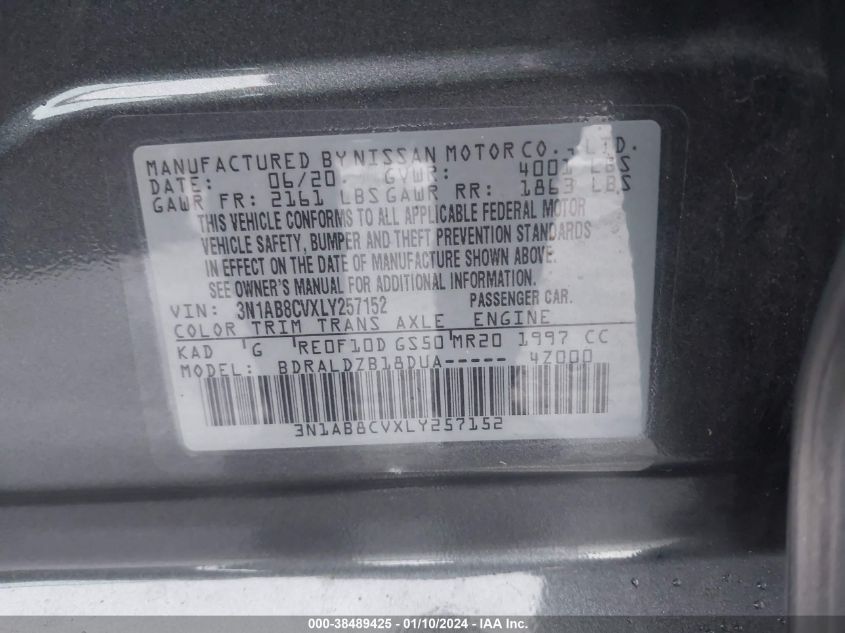 MANUFACTURED BY NISSAN MOTOR CO., LTD.
DATE: 06/20 GVWR: 4001 LBS
GAWR FR: 2161 LBS GAWR RR: 1863 LBS
THIS VEHICLE CONFORMS TO ALL APPLICABLE FEDERAL MOTOR
VEHICLE SAFETY, BUMPER AND THEFT PREVENTION STANDARDS
IN EFFECT ON THE DATE OF MANUFACTURE SHOWN ABOVE.
SEE OWNER'S MANUAL FOR ADDITIONAL INFORMATION.
VIN: 3N1AB8CVXLY257152 PASSENGER CAR.
COLOR TRIM TRANS AXLE ENGINE
KAD G RE0F10D GS50 MR20 1997 CC
MODEL: BDRALDZB18DUA----- 4Z000
3N1AB8CVXLY257152
000-38489425 - 01/10/2024 - IAA Inc.